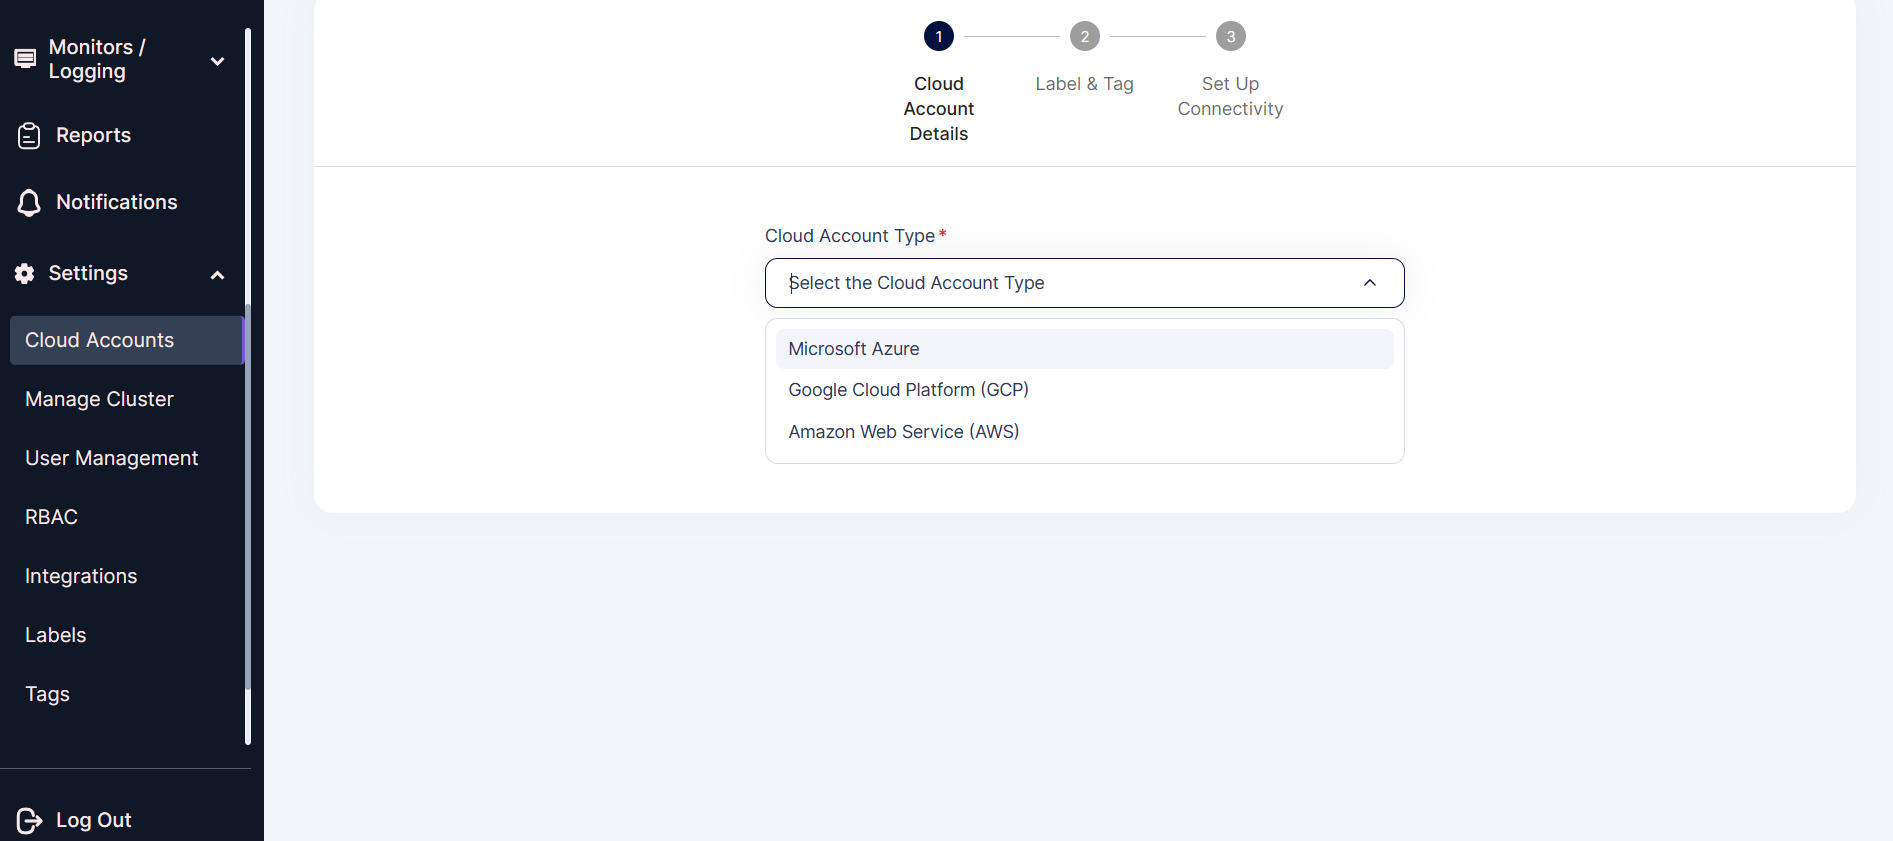 Monitors /
Logging
Reports
Notifications
Settings
Cloud Accounts
Manage Cluster
User Management
RBAC
Integrations
Labels
Tags
Log Out
1
2
3
Cloud
Account
Details
Label & Tag
Set Up
Connectivity
Cloud Account Type*
Select the Cloud Account Type
Microsoft Azure
Google Cloud Platform (GCP)
Amazon Web Service (AWS)